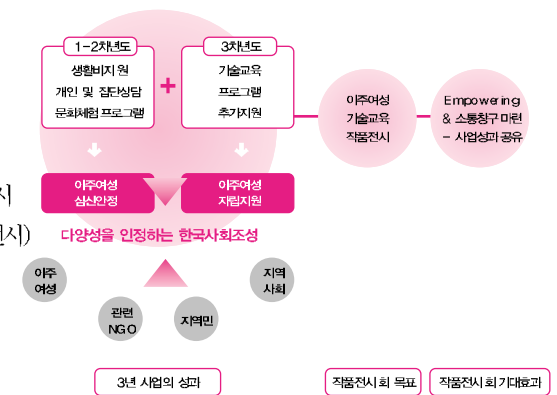 1-2차년도
생활비지원
개인 및 집단상담
문화체험 프로그램
+
3차년도
기술교육
프로그램
추가지원
이주여성
기술교육
작품전시
Empowering
& 소통창구 마련
- 사업성과 공유
이주여성
심신안정
이주여성
자립지원
시
전시)
다양성을 인정하는 한국사회조성
이주
여성
관련
NGO
지역민
지역
사회
3년 사업의 성과
작품전시회 목표
작품전시회 기대효과